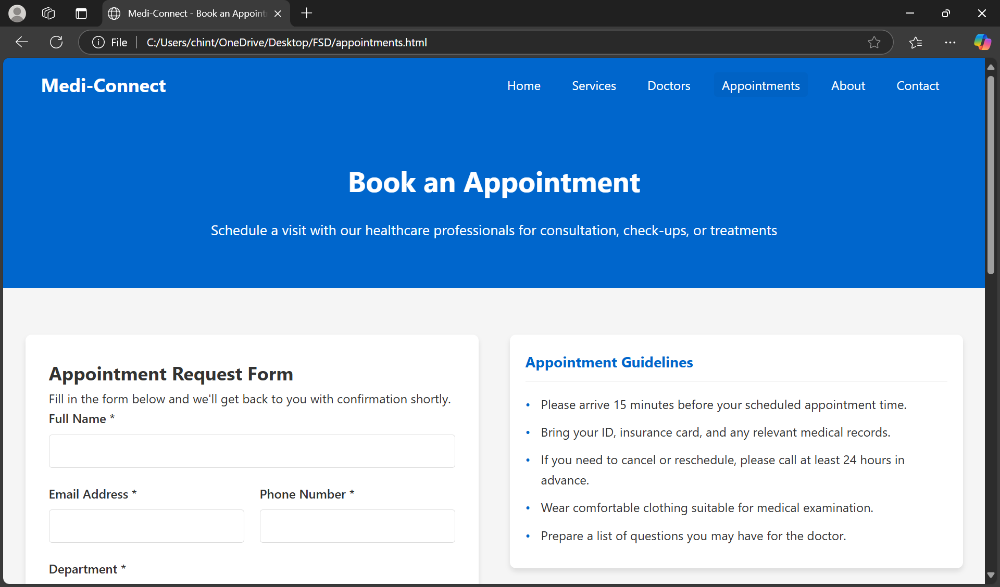 Medi-Connect - Book an Appoint
File
C:/Users/chint/OneDrive/Desktop/FSD/appointments.html
Medi-Connect
Home
Services
Doctors
Appointments
About
Contact
Book an Appointment
Schedule a visit with our healthcare professionals for consultation, check-ups, or treatments
Appointment Request Form
Fill in the form below and we'll get back to you with confirmation shortly.
Full Name *
Email Address *
Phone Number *
Department *
Appointment Guidelines
• Please arrive 15 minutes before your scheduled appointment time.
• Bring your ID, insurance card, and any relevant medical records.
• If you need to cancel or reschedule, please call at least 24 hours in
advance.
• Wear comfortable clothing suitable for medical examination.
• Prepare a list of questions you may have for the doctor.